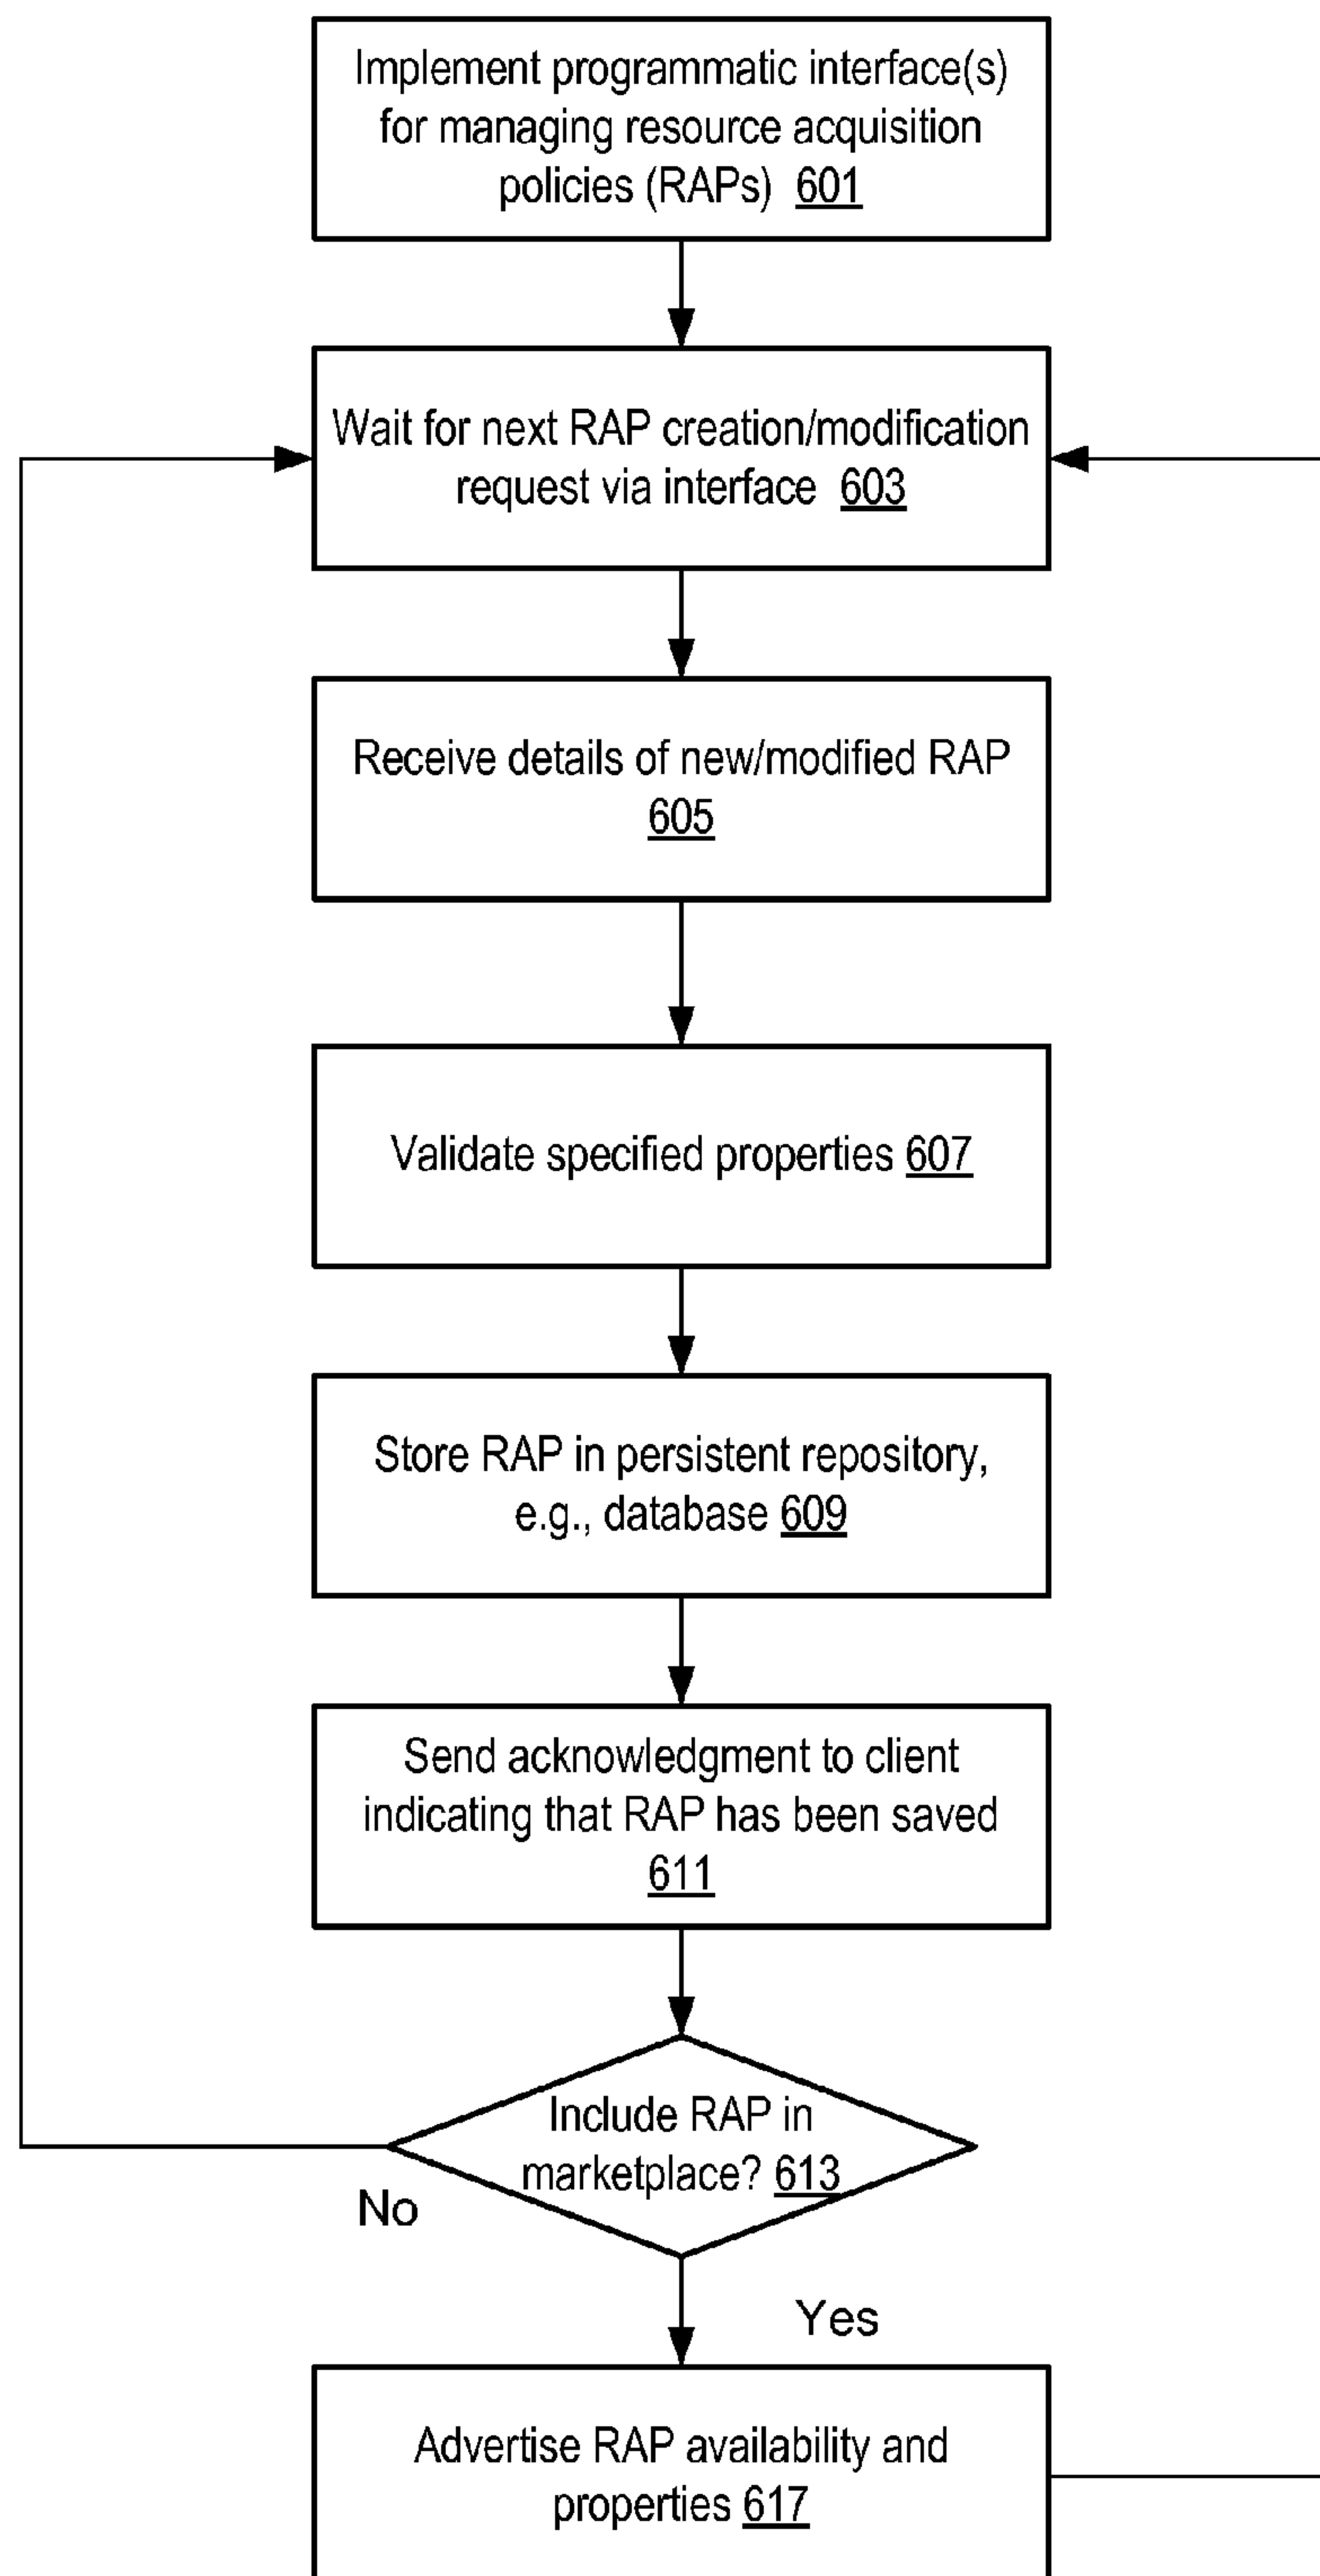 Implement programmatic interface(s)
for managing resource acquisition
policies (RAPs) 601
Wait for next RAP creation/modification
request via interface 603
Receive details of new/modified RAP
605
Validate specified properties 607
Store RAP in persistent repository,
e.g., database 609
Send acknowledgment to client
indicating that RAP has been saved
611
Include RAP in
marketplace? 613
No
Yes
Advertise RAP availability and
properties 617